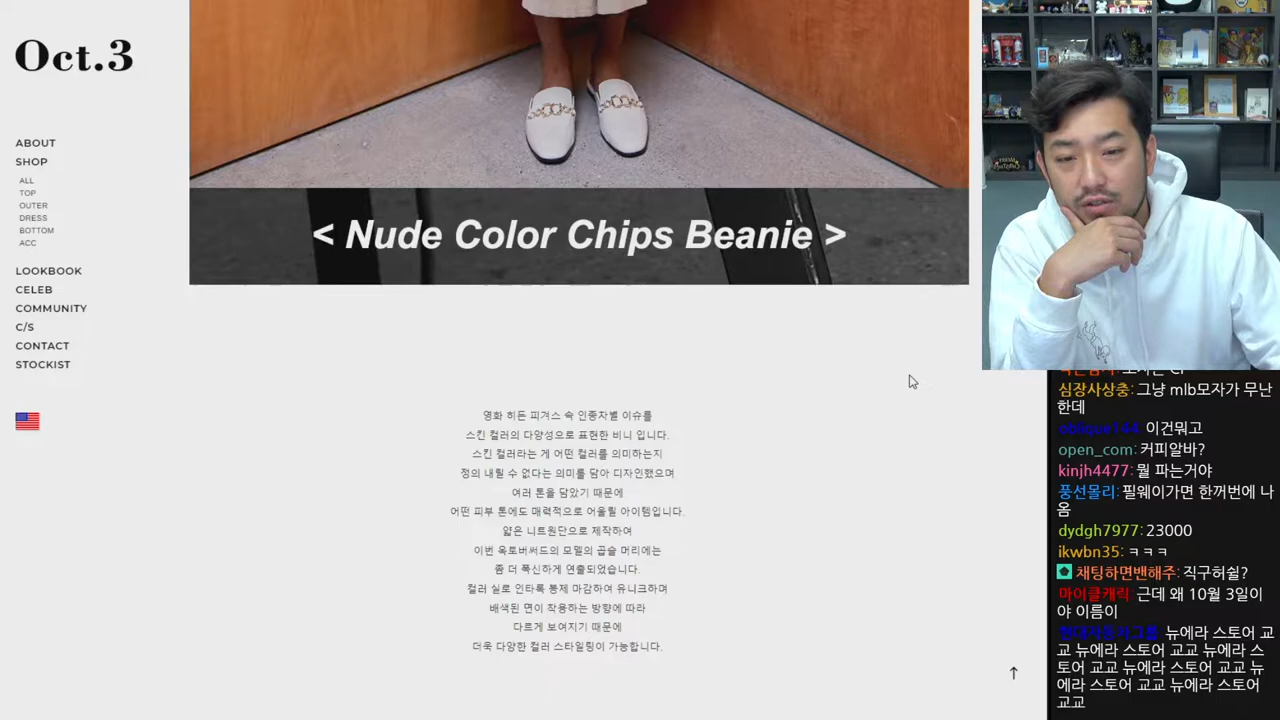 Oct.3
ABOUT
SHOP
ALL
TOP
OUTER
DRESS
BOTTOM
ACC
LOOKBOOK
CELEB
COMMUNITY
C/S
CONTACT
STOCKIST
< Nude Color Chips Beanie >
영화 히든 피겨스 속 인종차별 이슈를
스킨 컬러의 다양성으로 표현한 비니 입니다.
스킨 컬러라는 게 어떤 컬러를 의미하는지
정의 내릴 수 없다는 의미를 담아 디자인했으며
여러 톤을 담았기 때문에
어떤 피부 톤에도 매력적으로 어울릴 아이템입니다.
얇은 니트원단으로 제작하여
이번 옥토버써드의 모델의 곱슬 머리에는
좀 더 폭신하게 연출되었습니다.
컬러 실로 인타록 통제 마감하여 유니크하며
배색된 면이 착용하는 방향에 따라
다르게 보여지기 때문에
더욱 다양한 컬러 스타일링이 가능합니다.
↑
심장사상충: 그냥 mlb모자가 무난
한데
oblique144: 이건뭐고
open_com: 커피알바?
kinjh4477: 뭘 파는거야
풍선몰리: 필웨이가면 한꺼번에 나
옴
dydgh7977: 23000
ikwbn35: ㅋㅋㅋ
채팅하면밴해주: 직구허쉴?
마이클캐릭: 근데 왜 10월 3일이
야 이름이
현대자동차그룹: 뉴에라 스토어 교
교 뉴에라 스토어 교교 뉴에라 스
토어 교교 뉴에라 스토어 교교 뉴
에라 스토어 교교 뉴에라 스토어
교교